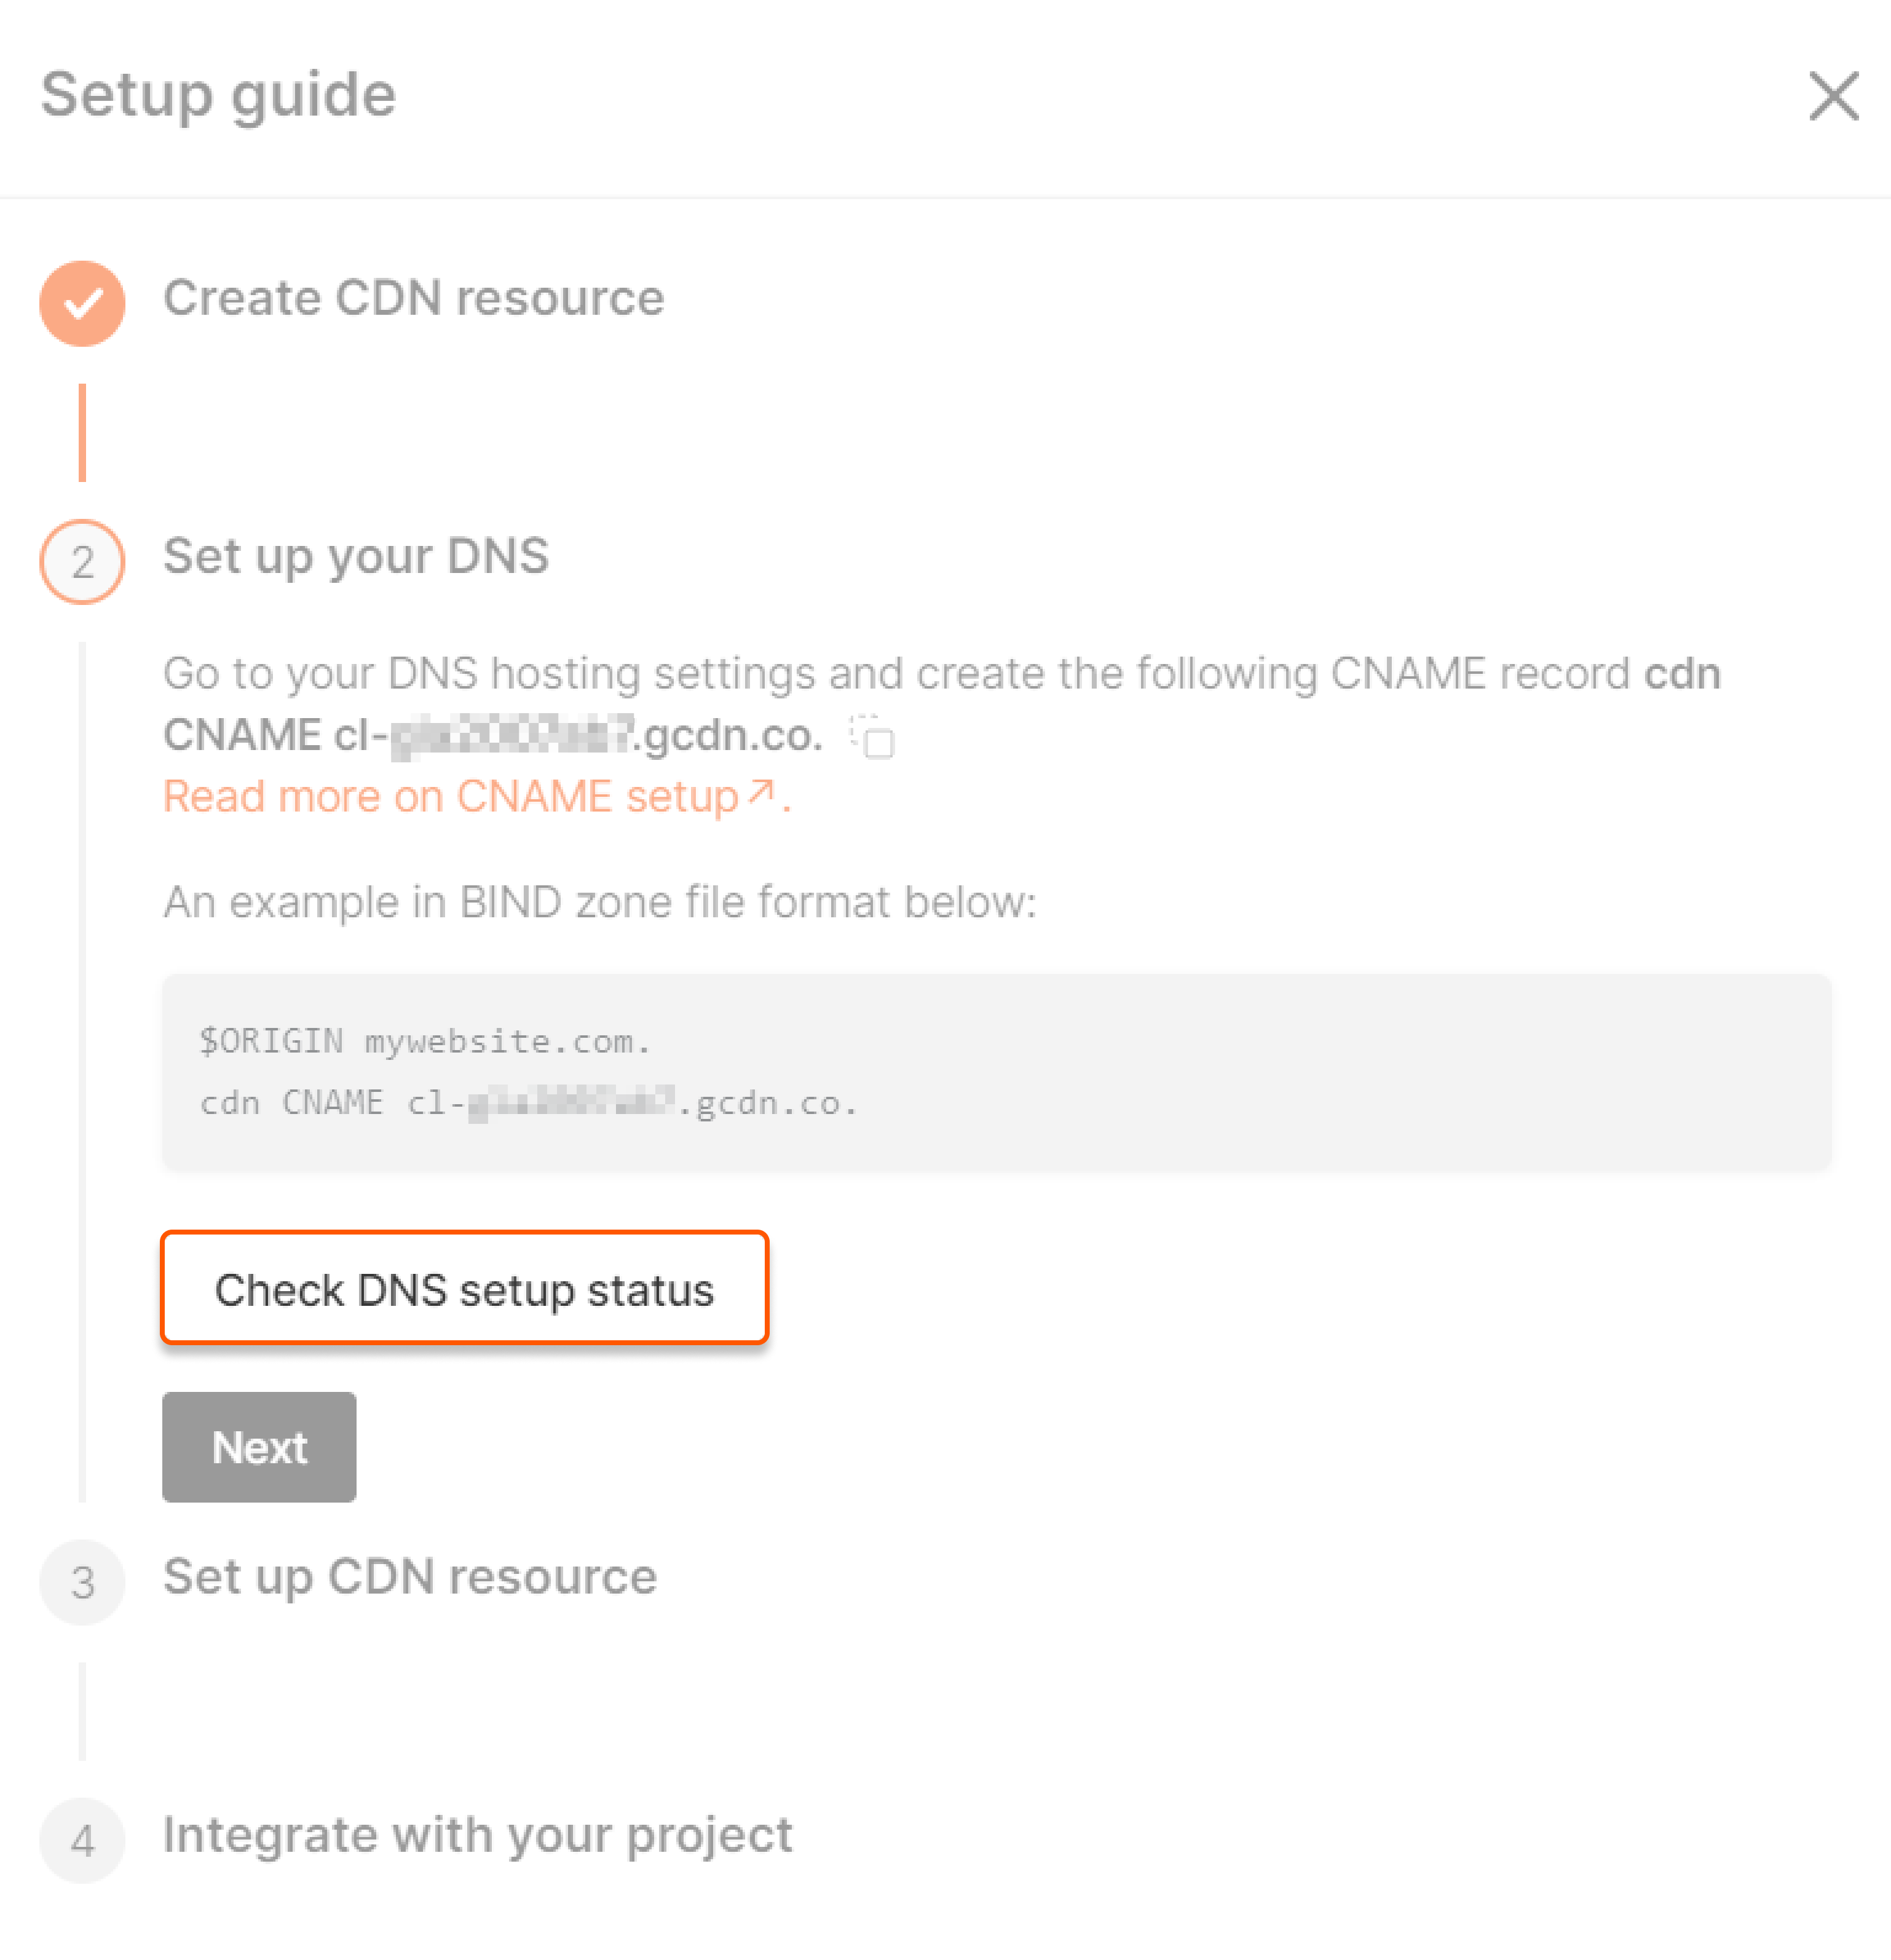 Setup guide
Create CDN resource
2
Set up your DNS
Go to your DNS hosting settings and create the following CNAME record cdn
CNAME cl-.gcdn.co.
Read more on CNAME setup↗.
An example in BIND zone file format below:
$ORIGIN mywebsite.com.
cdn CNAME cl-.gcdn.co.
Check DNS setup status
Next
3
Set up CDN resource
4
Integrate with your project